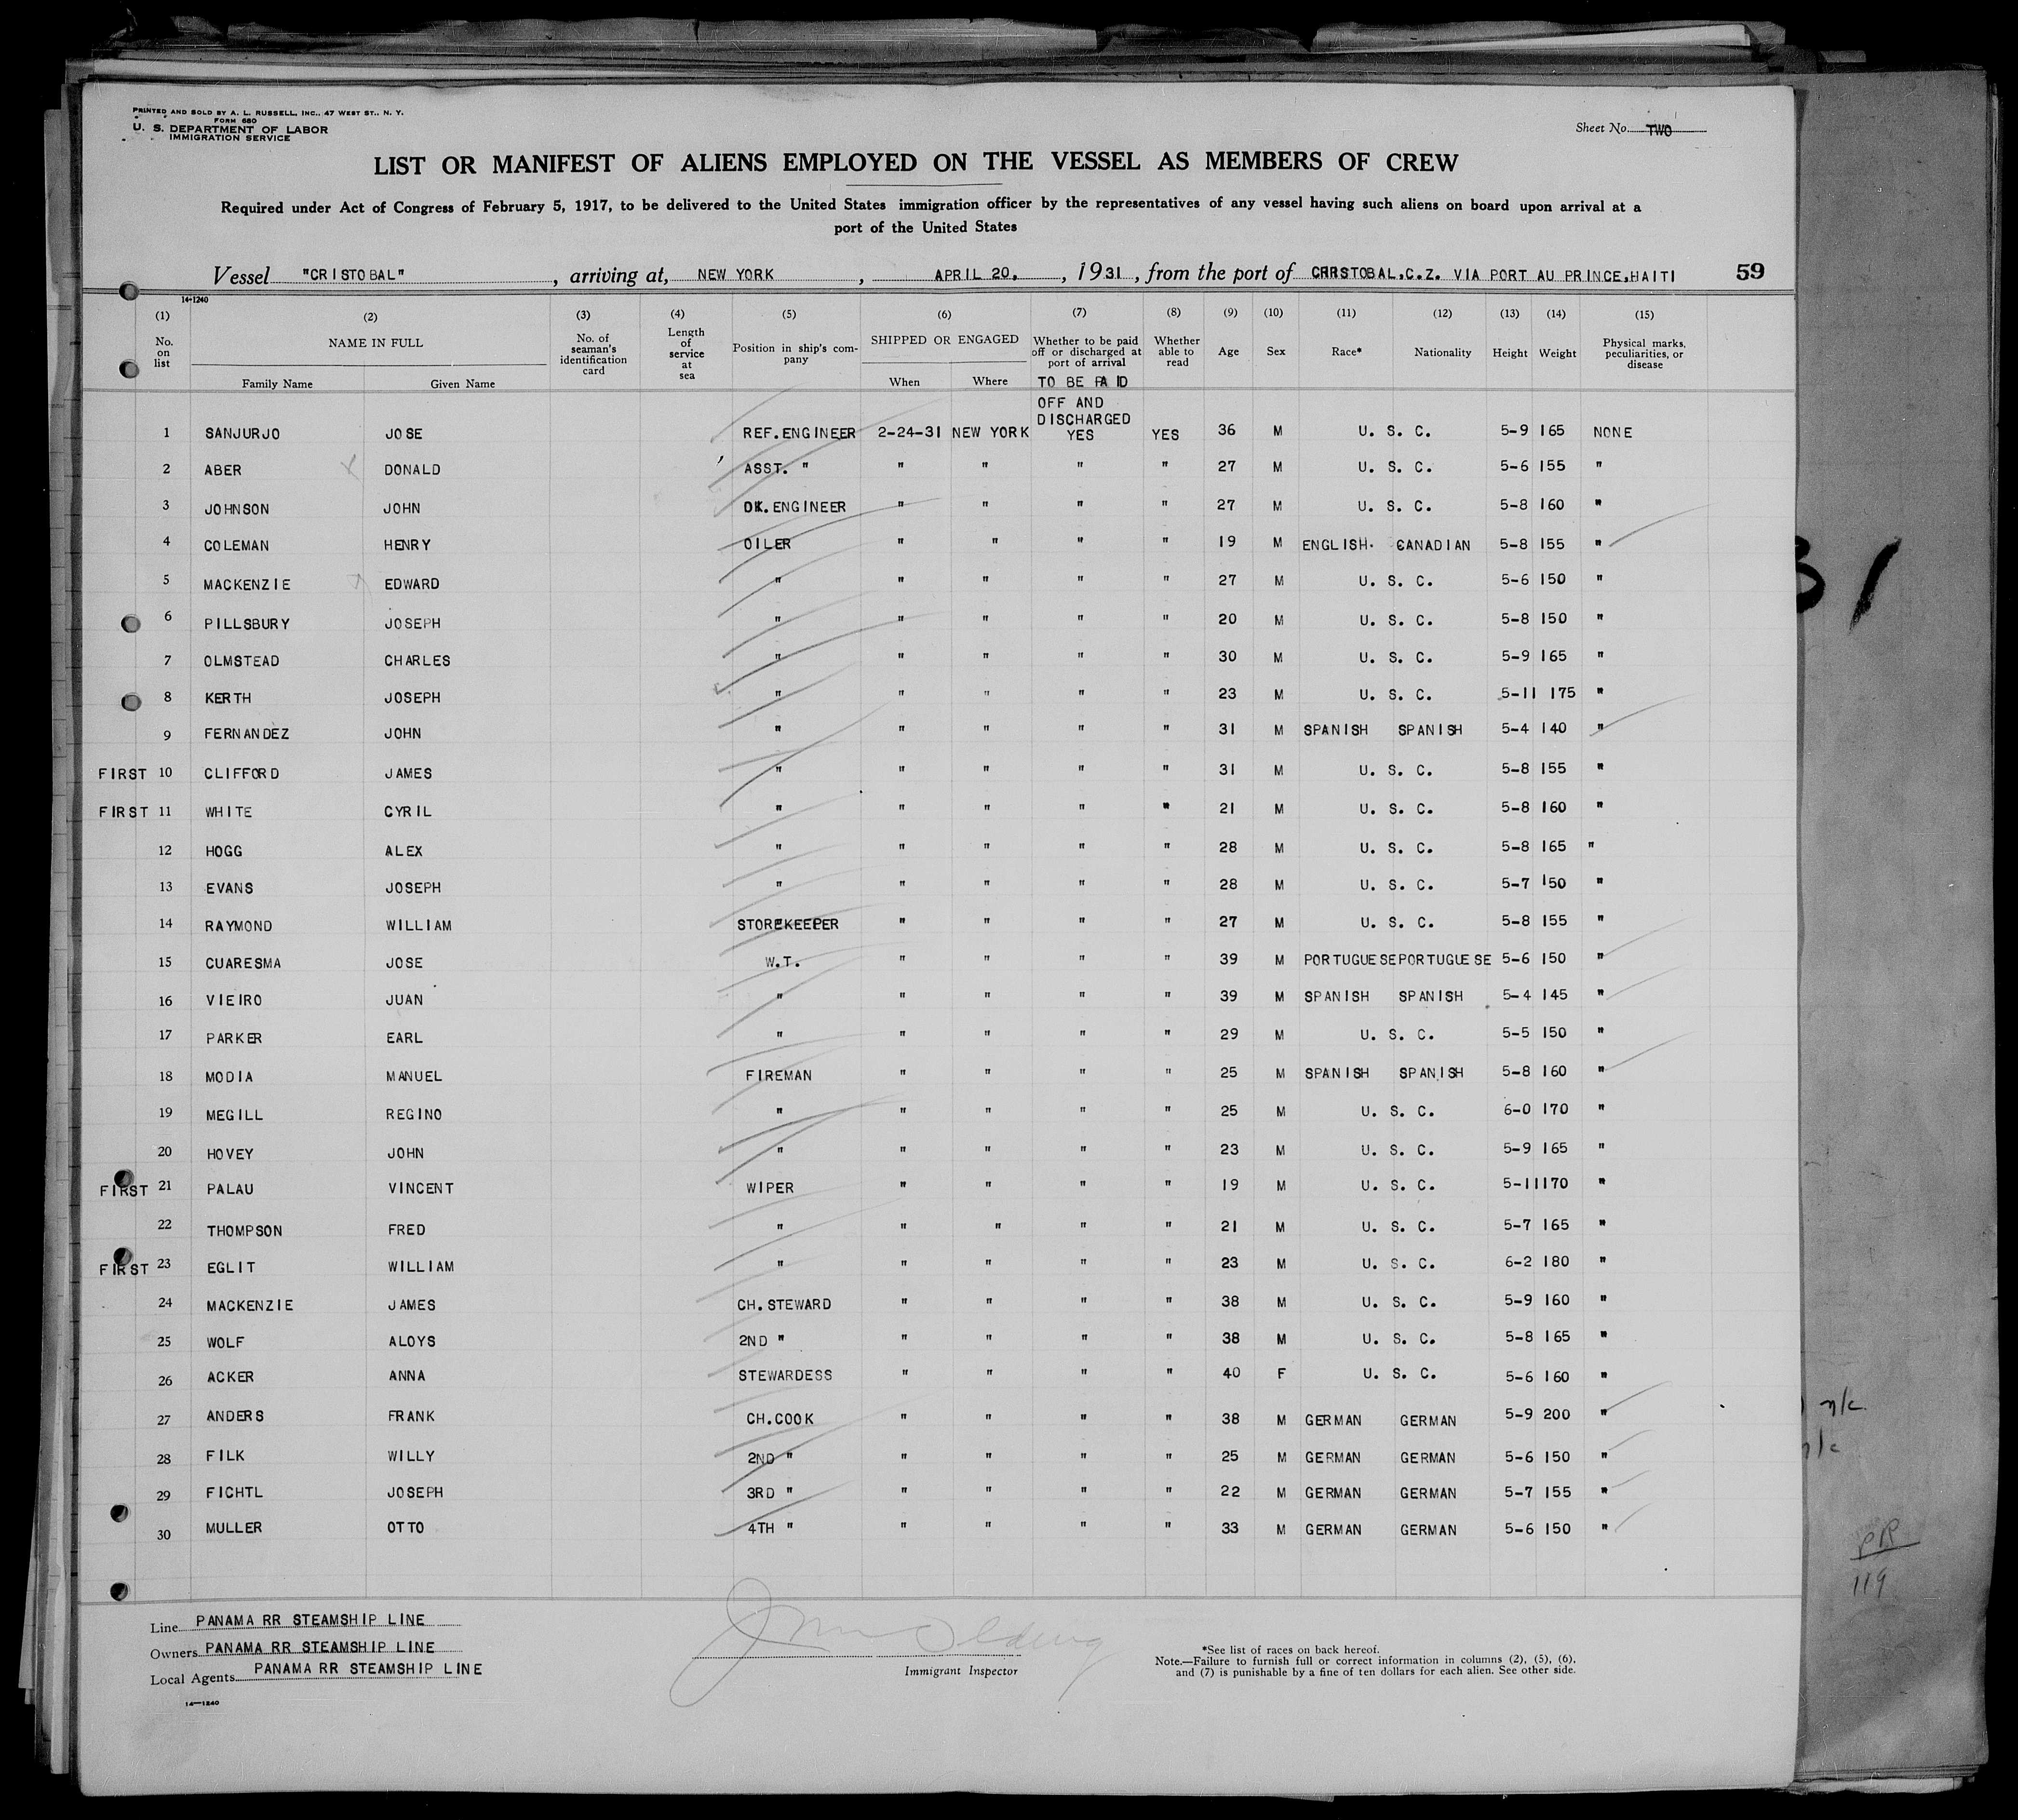 PRINTED AND SOLD BY A. L. RUSSELL, INC., 47 WEST ST., N. Y.
FORM 680
U. S. DEPARTMENT OF LABOR
IMMIGRATION SERVICE
Sheet No. TWO
LIST OR MANIFEST OF ALIENS EMPLOYED ON THE VESSEL AS MEMBERS OF CREW
Required under Act of Congress of February 5, 1917, to be delivered to the United States immigration officer by the representatives of any vessel having such aliens on board upon arrival at a
port of the United States
Vessel "CRISTOBAL", arriving at, NEW YORK, APRIL 20, 1931, from the port of CRRSTOBAL,C.Z. VIA PORT AU PRINCE,HAITI 59
14-1240
(1) (2) (3) (4) (5) (6) (7) (8) (9) (10) (11) (12) (13) (14) (15)
No. on list NAME IN FULL Family Name Given Name No. of seaman's identification card Length of service at sea Position in ship's company SHIPPED OR ENGAGED When Where Whether to be paid off or discharged at port of arrival Whether able to read Age Sex Race* Nationality Height Weight Physical marks, peculiarities, or disease
TO BE PAID
OFF AND
DISCHARGED
1 SANJURJO JOSE REF.ENGINEER 2-24-31 NEW YORK YES YES 36 M U. S. C. 5-9 165 NONE
2 ABER DONALD ASST. " " " " " 27 M U. S. C. 5-6 155 "
3 JOHNSON JOHN DK.ENGINEER " " " " 27 M U. S. C. 5-8 160 "
4 COLEMAN HENRY OILER " " " " 19 M ENGLISH. CANADIAN 5-8 155 "
5 MACKENZIE EDWARD " " " " " 27 M U. S. C. 5-6 150 "
6 PILLSBURY JOSEPH " " " " " 20 M U. S. C. 5-8 150 "
7 OLMSTEAD CHARLES " " " " " 30 M U. S. C. 5-9 165 "
8 KERTH JOSEPH " " " " " 23 M U. S. C. 5-11 175 "
9 FERNANDEZ JOHN " " " " " 31 M SPANISH SPANISH 5-4 140 "
FIRST 10 CLIFFORD JAMES " " " " " 31 M U. S. C. 5-8 155 "
FIRST 11 WHITE CYRIL " " " " " 21 M U. S. C. 5-8 160 "
12 HOGG ALEX " " " " " 28 M U. S. C. 5-8 165 "
13 EVANS JOSEPH " " " " " 28 M U. S. C. 5-7 150 "
14 RAYMOND WILLIAM STOREKEEPER " " " " 27 M U. S. C. 5-8 155 "
15 CUARESMA JOSE W.T. " " " " 39 M PORTUGUESE PORTUGUESE 5-6 150 "
16 VIEIRO JUAN " " " " " 39 M SPANISH SPANISH 5-4 145 "
17 PARKER EARL " " " " " 29 M U. S. C. 5-5 150 "
18 MODIA MANUEL FIREMAN " " " " 25 M SPANISH SPANISH 5-8 160 "
19 MEGILL REGINO " " " " " 25 M U. S. C. 6-0 170 "
20 HOVEY JOHN " " " " " 23 M U. S. C. 5-9 165 "
FIRST 21 PALAU VINCENT WIPER " " " " 19 M U. S. C. 5-11 170 "
22 THOMPSON FRED " " " " " 21 M U. S. C. 5-7 165 "
FIRST 23 EGLIT WILLIAM " " " " " 23 M U. S. C. 6-2 180 "
24 MACKENZIE JAMES CH.STEWARD " " " " 38 M U. S. C. 5-9 160 "
25 WOLF ALOYS 2ND " " " " " 38 M U. S. C. 5-8 165 "
26 ACKER ANNA STEWARDESS " " " " 40 F U. S. C. 5-6 160 "
27 ANDERS FRANK CH.COOK " " " " 38 M GERMAN GERMAN 5-9 200 "
28 FILK WILLY 2ND " " " " " 25 M GERMAN GERMAN 5-6 150 "
29 FICHTL JOSEPH 3RD " " " " " 22 M GERMAN GERMAN 5-7 155 "
30 MULLER OTTO 4TH " " " " " 33 M GERMAN GERMAN 5-6 150 "
Line PANAMA RR STEAMSHIP LINE
Owners PANAMA RR STEAMSHIP LINE
Local Agents PANAMA RR STEAMSHIP LINE
14-1240
Immigrant Inspector
*See list of races on back hereof.
Note.—Failure to furnish full or correct information in columns (2), (5), (6),
and (7) is punishable by a fine of ten dollars for each alien. See other side.
31
n/c
n/c
PR
119